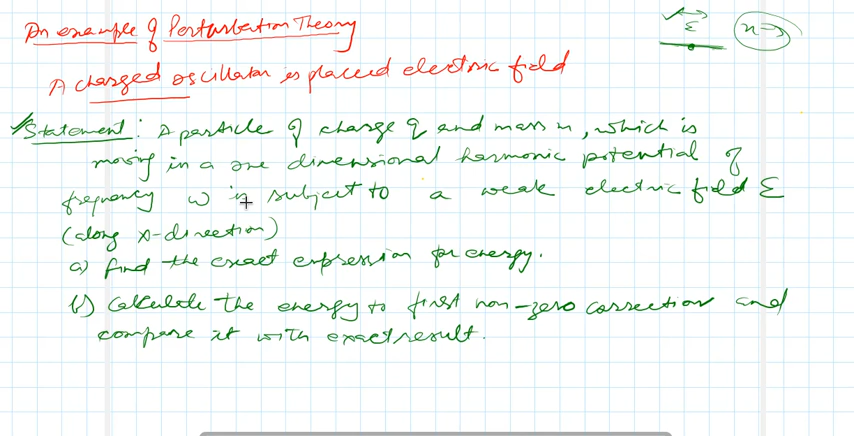 An example of Perturbation Theory
ε
x→
A charged oscillator is placed electric field
Statement: A particle of charge q and mass m, which is
moving in a one dimensional harmonic potential of
frequency ω is subject to a weak electric field ε
(along x-direction)
a) find the exact expression for energy.
b) Calculate the energy to first non-zero correction and
compare it with exact result.